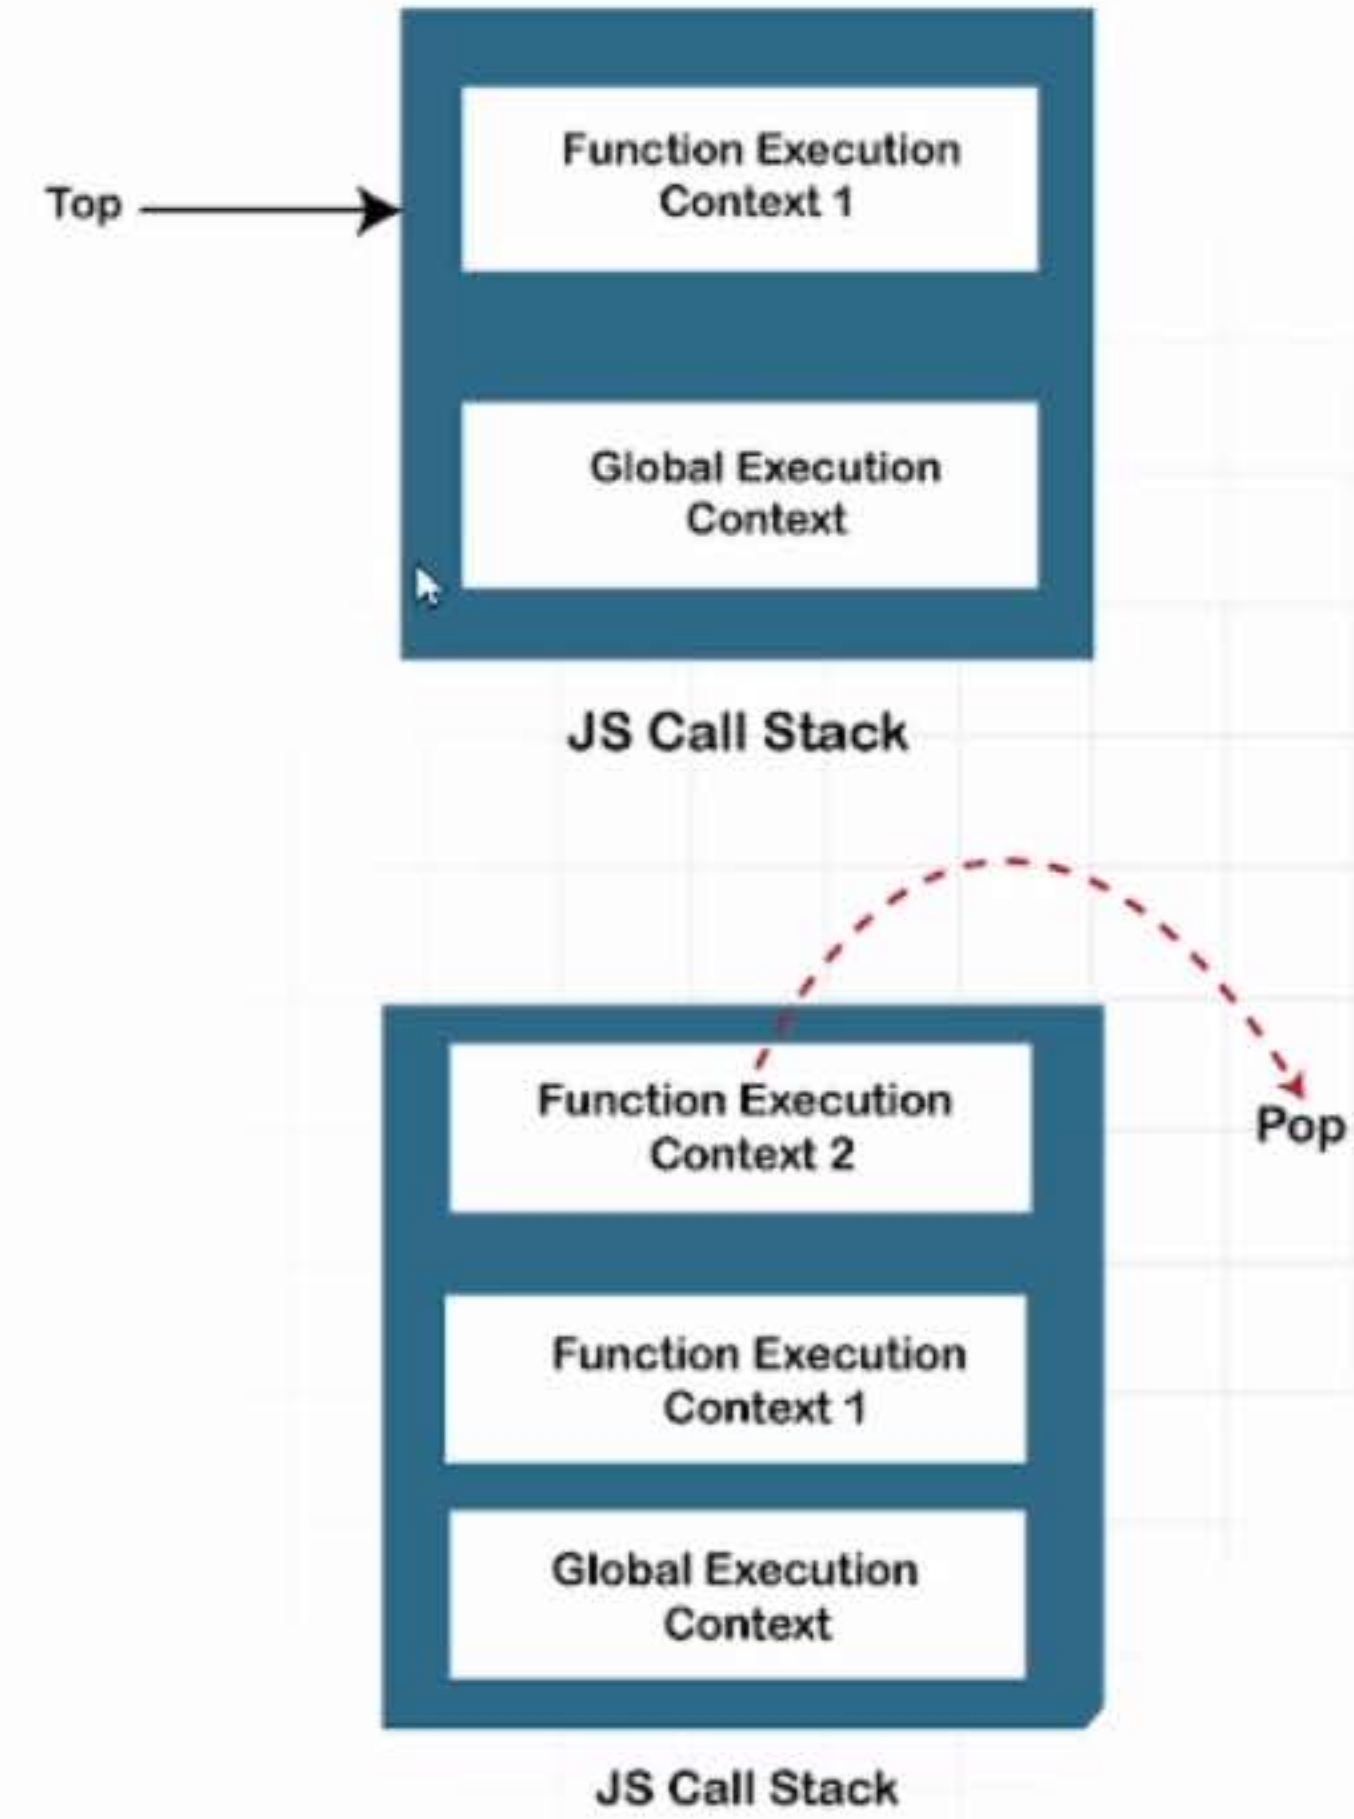 Function Execution
Context 1
Top
Global Execution
Context
JS Call Stack
Function Execution
Context 2
Pop
Function Execution
Context 1
Global Execution
Context
JS Call Stack